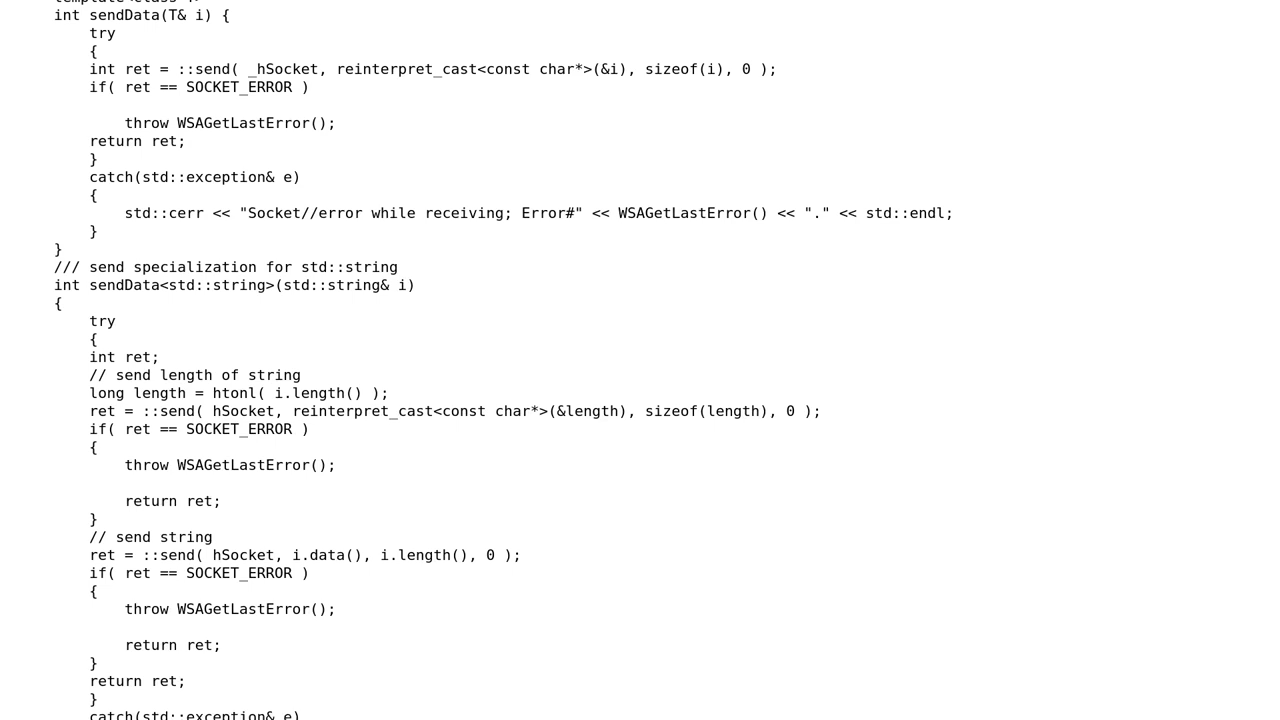 int sendData(T& i) {
try
{
int ret = ::send( _hSocket, reinterpret_cast<const char*>(&i), sizeof(i), 0 );
if( ret == SOCKET_ERROR )
throw WSAGetLastError();
return ret;
}
catch(std::exception& e)
{
std::cerr << "Socket//error while receiving; Error#" << WSAGetLastError() << "." << std::endl;
}
}
/// send specialization for std::string
int sendData<std::string>(std::string& i)
{
try
{
int ret;
// send length of string
long length = htonl( i.length() );
ret = ::send( hSocket, reinterpret_cast<const char*>(&length), sizeof(length), 0 );
if( ret == SOCKET_ERROR )
{
throw WSAGetLastError();
return ret;
}
// send string
ret = ::send( hSocket, i.data(), i.length(), 0 );
if( ret == SOCKET_ERROR )
{
throw WSAGetLastError();
return ret;
}
return ret;
}
catch(std::exception& e)